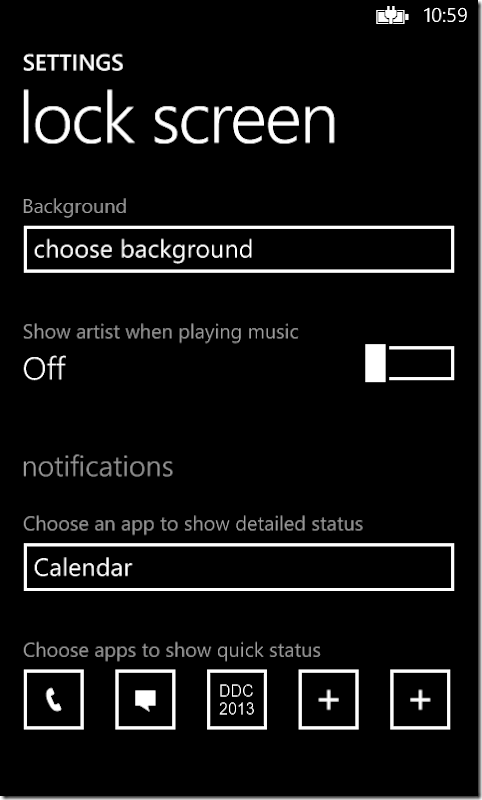 10:59
SETTINGS
lock screen
Background
choose background
Show artist when playing music
Off
notifications
Choose an app to show detailed status
Calendar
Choose apps to show quick status
DDC
2013